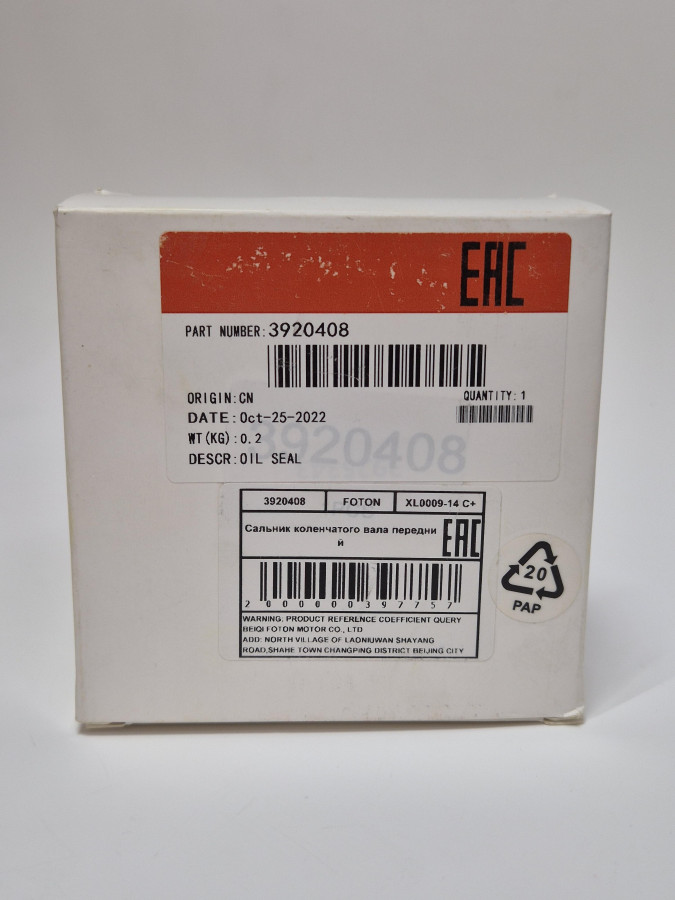 EAC
PART NUMBER:3920408
ORIGIN:CN
QUANTITY:1
DATE:Oct-25-2022
WT(KG):0.2
3920408
DESCR:OIL SEAL
3920408 FOTON XL0009-14 C+
Сальник коленчатого вала передни
й
EAC
2000000397757
WARNING: PRODUCT REFERENCE COEFFICIENT QUERY
BEIQI FOTON MOTOR CO., LTD
ADD: NORTH VILLAGE OF LAONIUWAN SHAYANG
ROAD,SHAHE TOWN CHANGPING DISTRICT BEIJING CITY
20
PAP